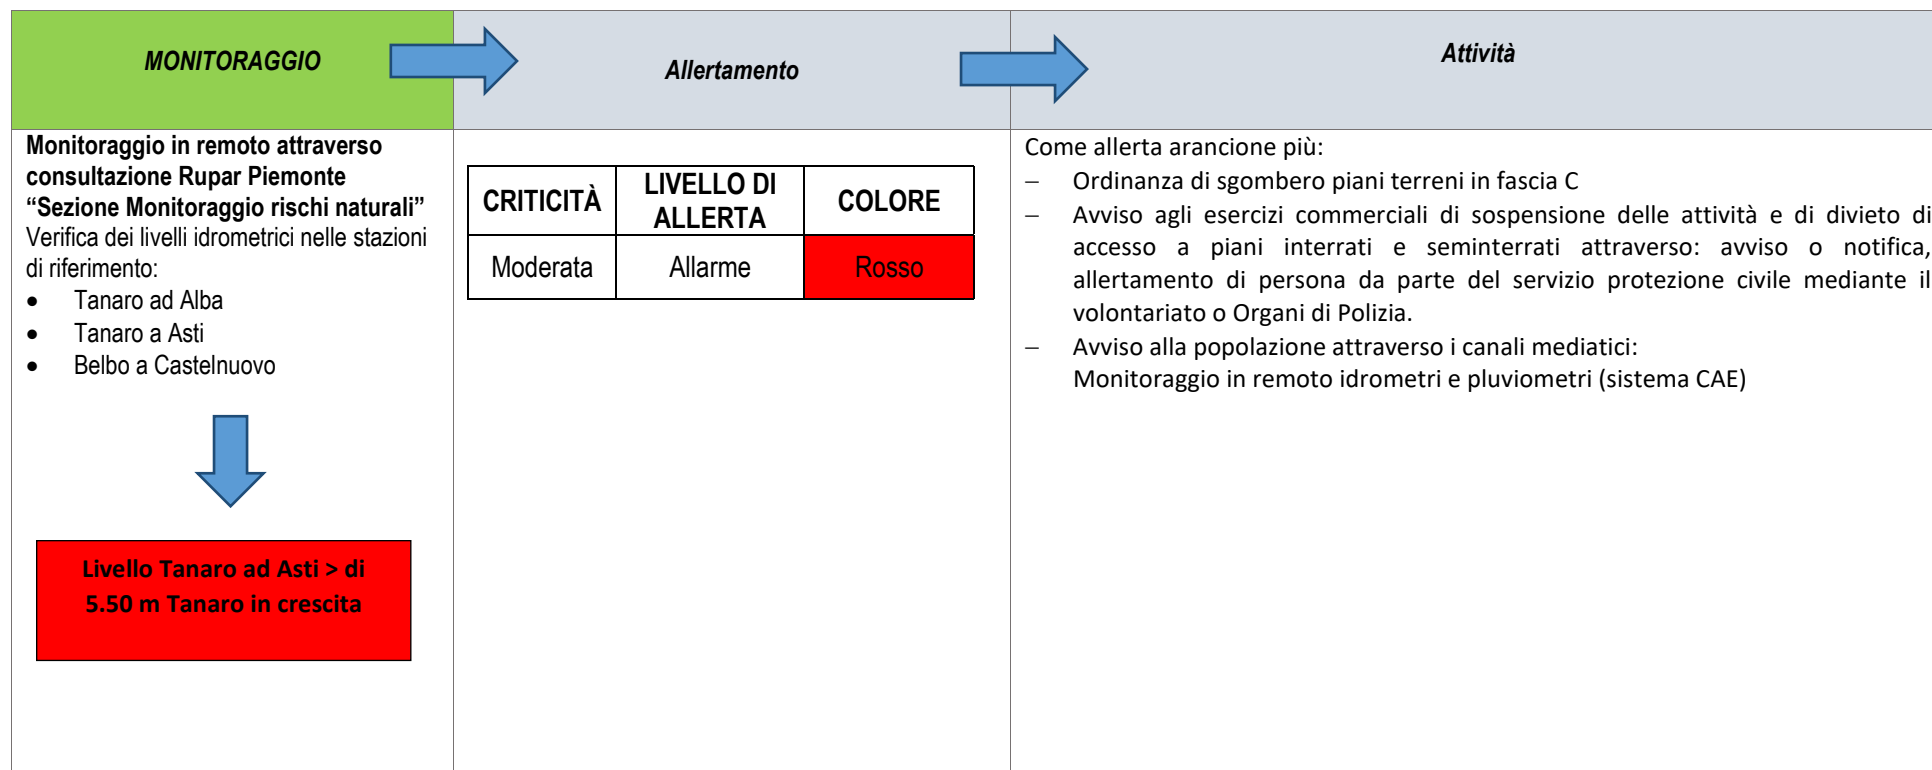 MONITORAGGIO
Allertamento
Attività
Monitoraggio in remoto attraverso
consultazione Rupar Piemonte
“Sezione Monitoraggio rischi naturali”
Verifica dei livelli idrometrici nelle stazioni
di riferimento:
• Tanaro ad Alba
• Tanaro a Asti
• Belbo a Castelnuovo
Livello Tanaro ad Asti > di
5.50 m Tanaro in crescita
CRITICITÀ
LIVELLO DI
ALLERTA
COLORE
Moderata
Allarme
Rosso
Come allerta arancione più:
− Ordinanza di sgombero piani terreni in fascia C
− Avviso agli esercizi commerciali di sospensione delle attività e di divieto di
accesso a piani interrati e seminterrati attraverso: avviso o notifica,
allertamento di persona da parte del servizio protezione civile mediante il
volontariato o Organi di Polizia.
− Avviso alla popolazione attraverso i canali mediatici:
Monitoraggio in remoto idrometri e pluviometri (sistema CAE)